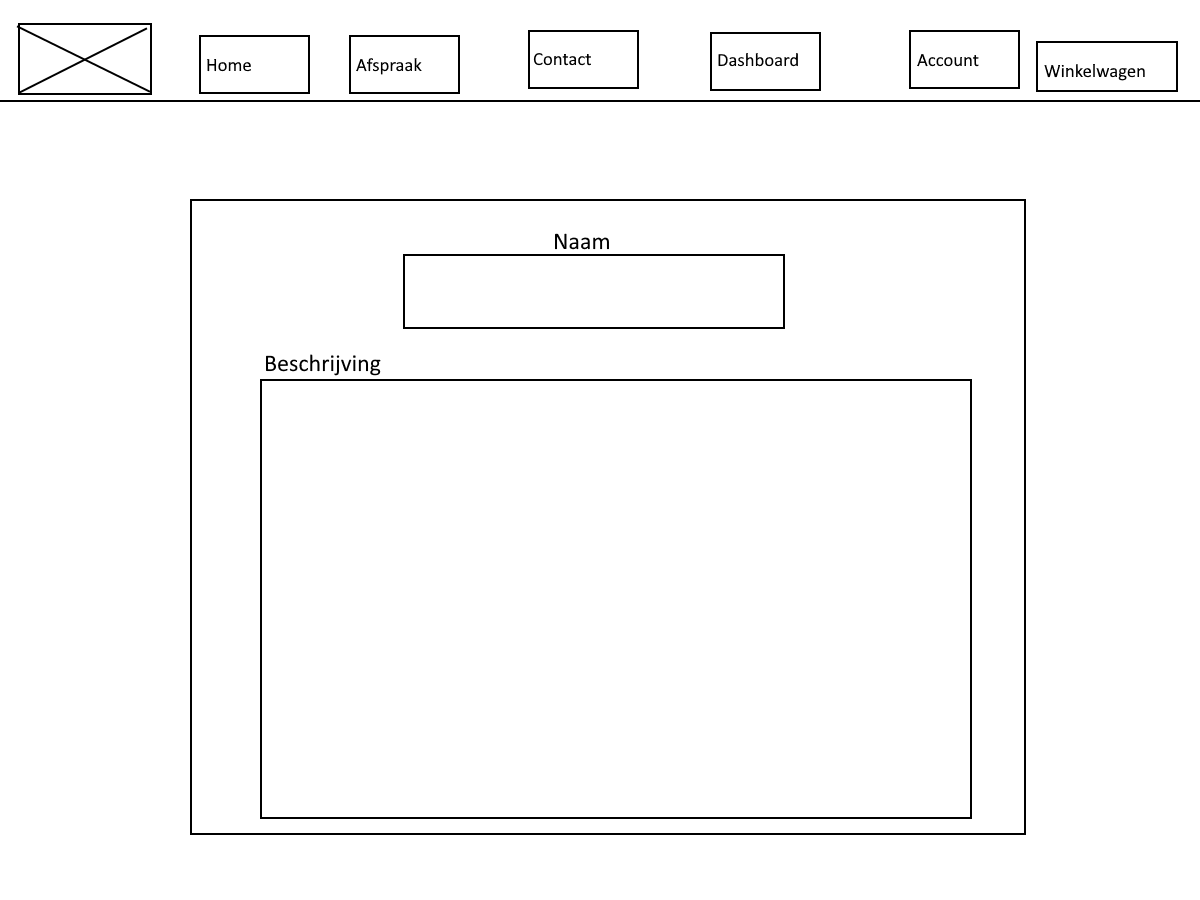 Home
Afspraak
Contact
Dashboard
Account
Winkelwagen
Naam
Beschrijving